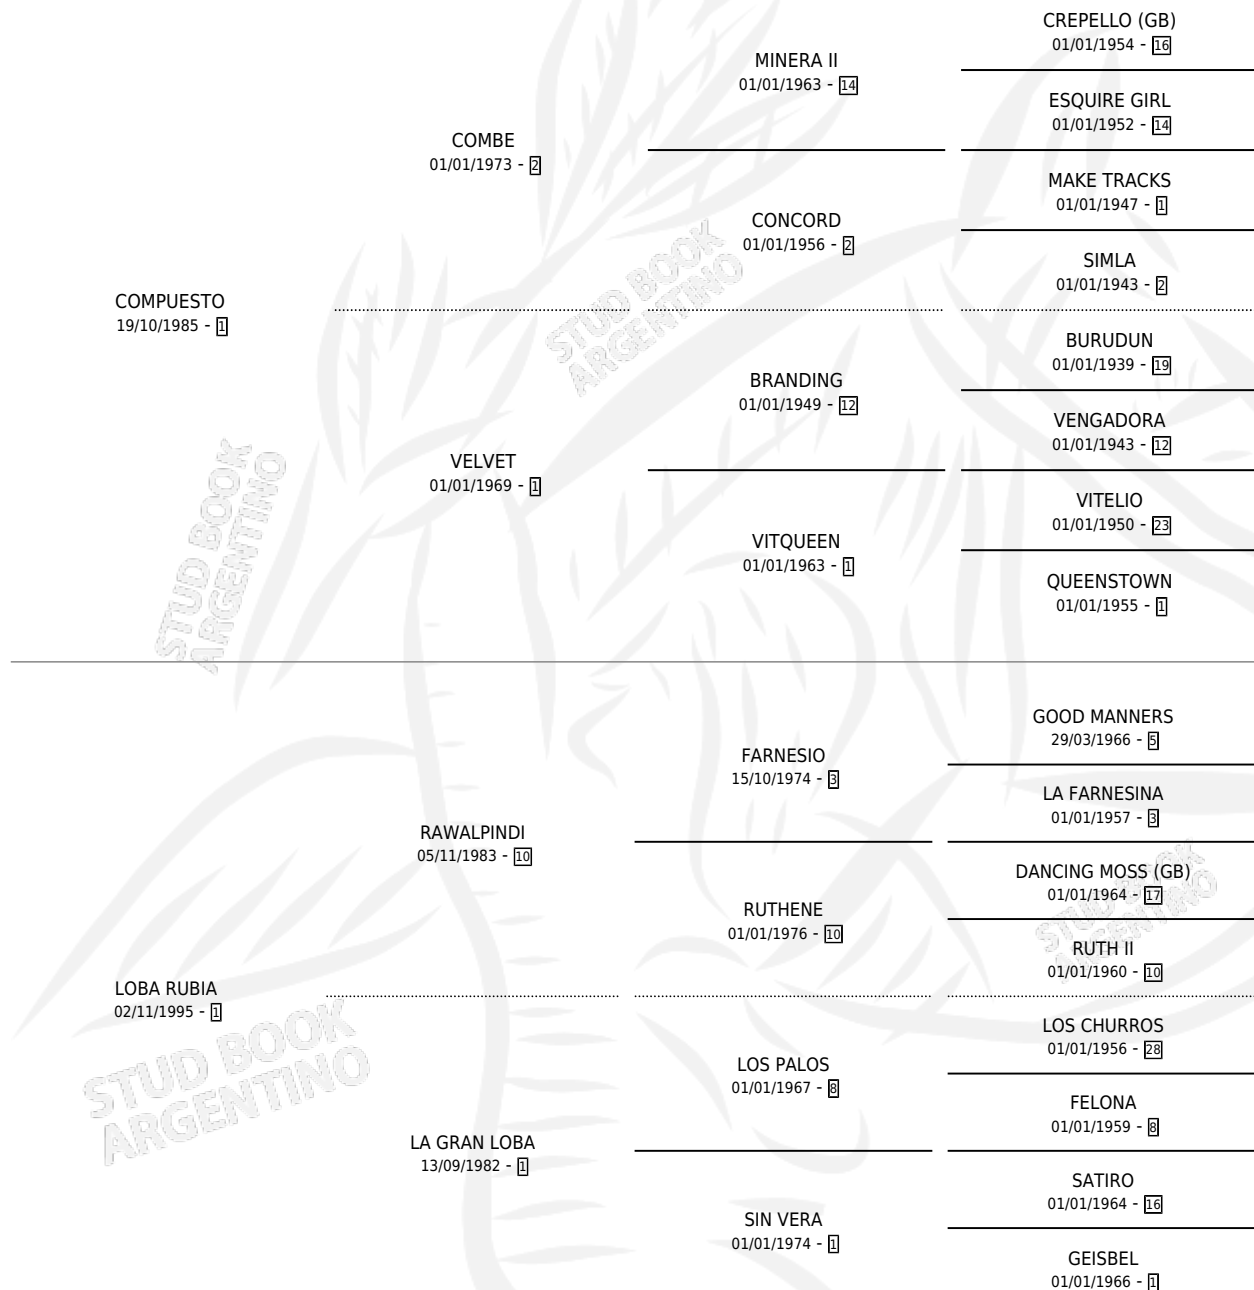 CREPELLO (GB)
01/01/1954 - 16
MINERA II
01/01/1963 - 14
ESQUIRE GIRL
01/01/1952 - 14
COMBE
01/01/1973 - 2
MAKE TRACKS
01/01/1947 - 1
CONCORD
01/01/1956 - 2
SIMLA
01/01/1943 - 2
COMPUESTO
19/10/1985 - 1
STUD BOOK
ARGENTINO
BURUDUN
01/01/1939 - 19
BRANDING
01/01/1949 - 12
VENGADORA
01/01/1943 - 12
VELVET
01/01/1969 - 1
VITELIO
01/01/1950 - 23
VITQUEEN
01/01/1963 - 1
QUEENSTOWN
01/01/1955 - 1
STUD BOOK
ARGENTINO
GOOD MANNERS
29/03/1966 - 5
FARNESIO
15/10/1974 - 3
LA FARNESINA
01/01/1957 - 3
RAWALPINDI
05/11/1983 - 10
DANCING MOSS (GB)
01/01/1964 - 17
RUTHENE
01/01/1976 - 10
STUD BOOK
ARGENTINO
RUTH II
01/01/1960 - 10
LOBA RUBIA
02/11/1995 - 1
STUD BOOK
ARGENTINO
LOS CHURROS
01/01/1956 - 28
LOS PALOS
01/01/1967 - 8
FELONA
01/01/1959 - 8
LA GRAN LOBA
13/09/1982 - 1
SATIRO
01/01/1964 - 16
SIN VERA
01/01/1974 - 1
GEISBEL
01/01/1966 - 1